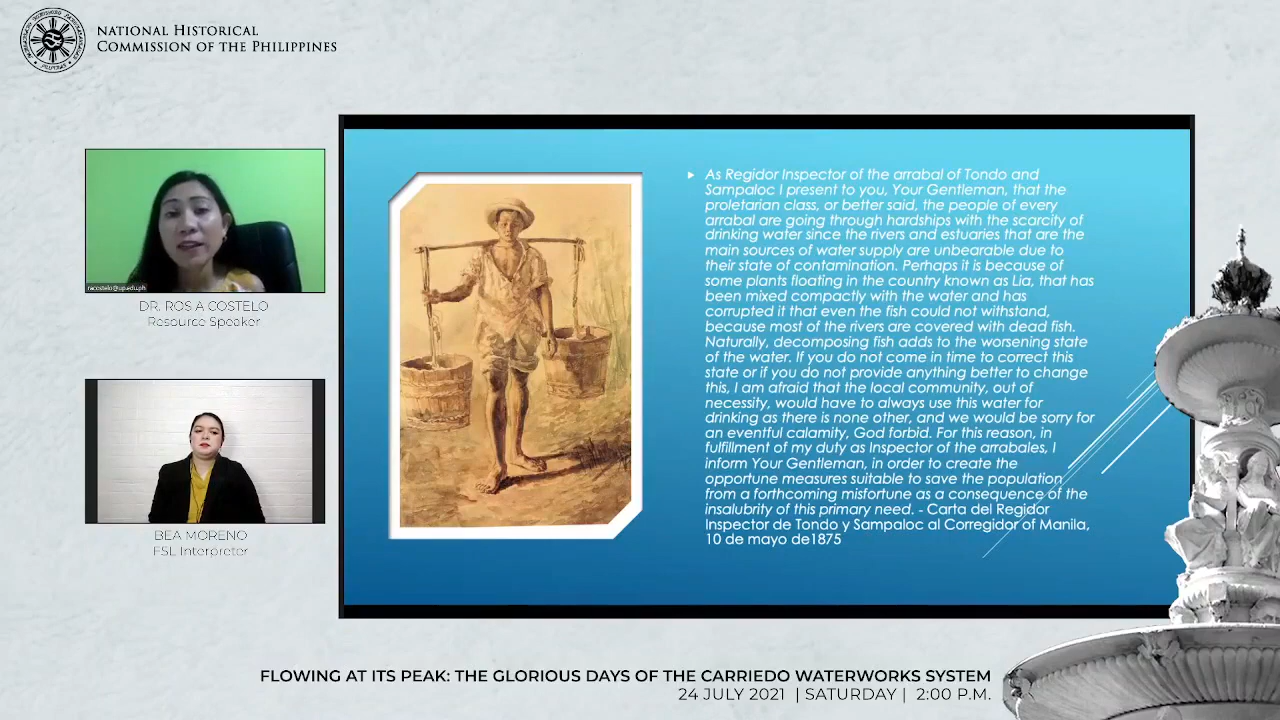 NATIONAL HISTORICAL
COMMISSION OF THE PHILIPPINES
racostelo@up.edu.ph
DR. ROS A COSTELO
Resource Speaker
BEA MORENO
FSL Interpreter
As Regidor Inspector of the arrabal of Tondo and
Sampaloc I present to you, Your Gentleman, that the
proletarian class, or better said, the people of every
arrabal are going through hardships with the scarcity of
drinking water since the rivers and estuaries that are the
main sources of water supply are unbearable due to
their state of contamination. Perhaps it is because of
some plants floating in the country known as Lia, that has
been mixed compactly with the water and has
corrupted it that even the fish could not withstand,
because most of the rivers are covered with dead fish.
Naturally, decomposing fish adds to the worsening state
of the water. If you do not come in time to correct this
state or if you do not provide anything better to change
this, I am afraid that the local community, out of
necessity, would have to always use this water for
drinking as there is none other, and we would be sorry for
an eventful calamity, God forbid. For this reason, in
fulfillment of my duty as Inspector of the arrabales, I
inform Your Gentleman, in order to create the
opportune measures suitable to save the population
from a forthcoming misfortune as a consequence of the
insalubrity of this primary need. - Carta del Regidor
Inspector de Tondo y Sampaloc al Corregidor of Manila,
10 de mayo de1875
FLOWING AT ITS PEAK: THE GLORIOUS DAYS OF THE CARRIEDO WATERWORKS SYSTEM
24 JULY 2021 | SATURDAY | 2:00 P.M.